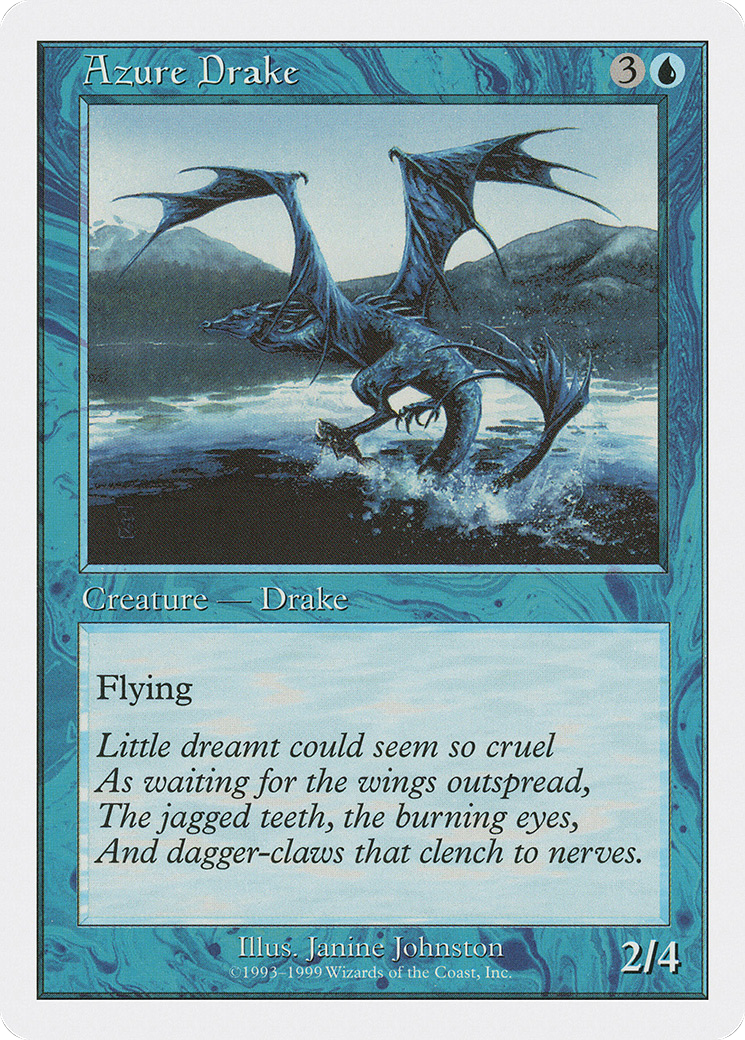 Azure Drake 3
Creature — Drake
Flying
Little dreamt could seem so cruel
As waiting for the wings outspread,
The jagged teeth, the burning eyes,
And dagger-claws that clench to nerves.
Illus. Janine Johnston
©1993–1999 Wizards of the Coast, Inc.
2/4